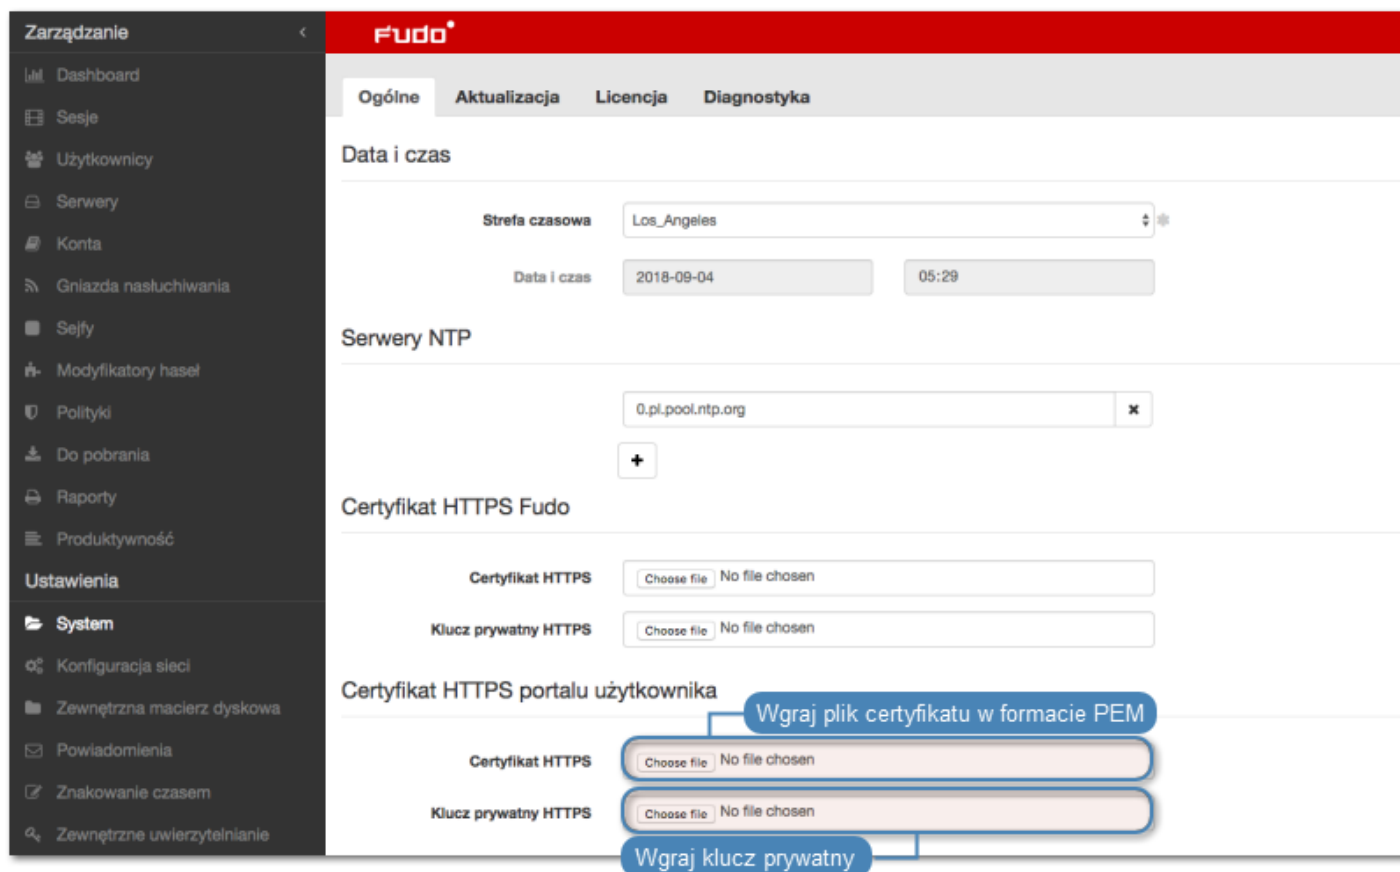 Zarządzanie
Fudo
Dashboard
Sesje
Użytkownicy
Serwery
Konta
Gniazda nasłuchiwania
Sejfy
Modyfikatory haseł
Polityki
Do pobrania
Raporty
Produktywność
Ustawienia
System
Konfiguracja sieci
Zewnętrzna macierz dyskowa
Powiadomienia
Znakowanie czasem
Zewnętrzne uwierzytelnianie
Ogólne Aktualizacja Licencja Diagnostyka
Data i czas
Strefa czasowa Los_Angeles
Data i czas 2018-09-04 05:29
Serwery NTP
0.pl.pool.ntp.org
Certyfikat HTTPS Fudo
Certyfikat HTTPS Choose file No file chosen
Klucz prywatny HTTPS Choose file No file chosen
Certyfikat HTTPS portalu użytkownika
Wgraj plik certyfikatu w formacie PEM
Certyfikat HTTPS Choose file No file chosen
Klucz prywatny HTTPS Choose file No file chosen
Wgraj klucz prywatny